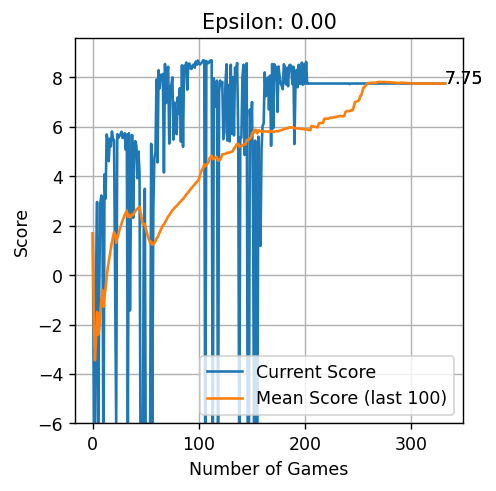 Epsilon: 0.00
8
7.75
6
4
2
0
−2
−4
−6
Score
Current Score
Mean Score (last 100)
0
100
200
300
Number of Games